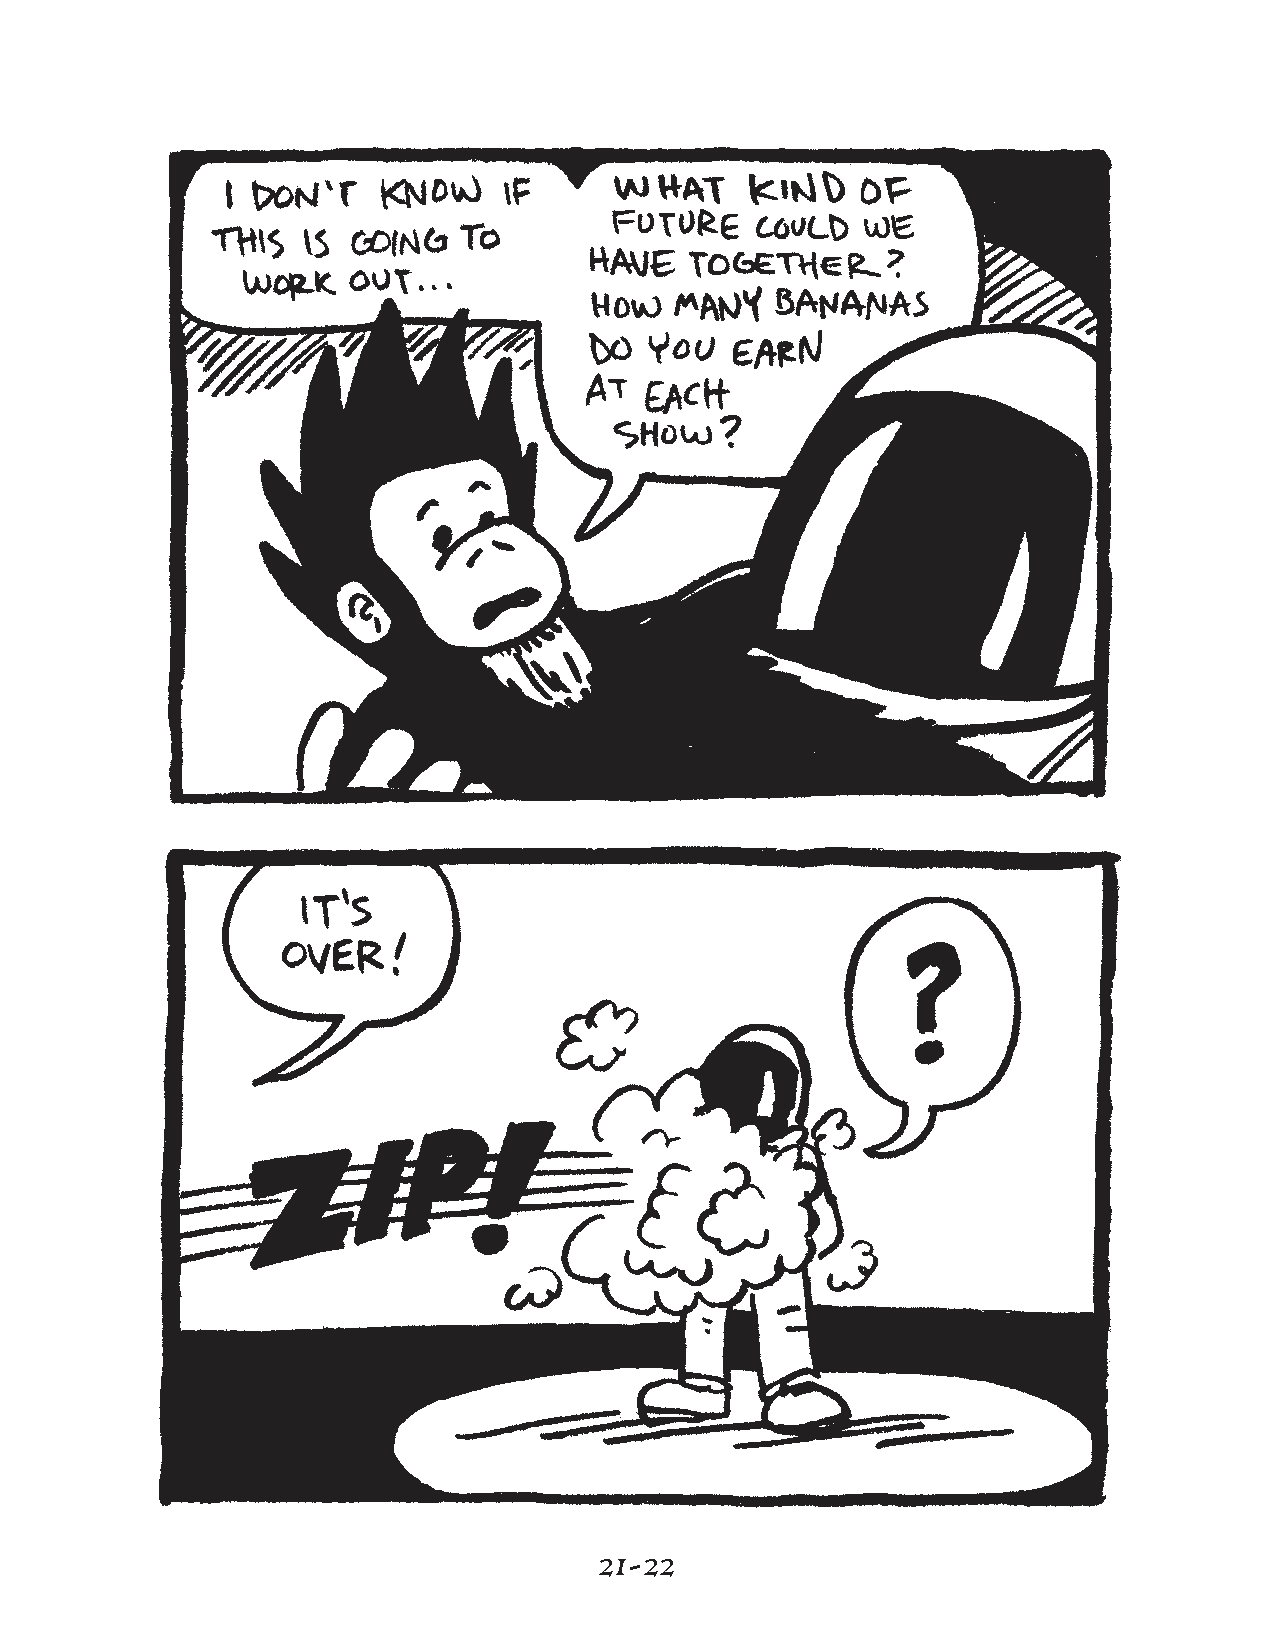 I DON'T KNOW IF
THIS IS GOING TO
WORK OUT...
WHAT KIND OF
FUTURE COULD WE
HAVE TOGETHER?
HOW MANY BANANAS
DO YOU EARN
AT EACH
SHOW?
IT'S
OVER!
?
ZIP!
21-22